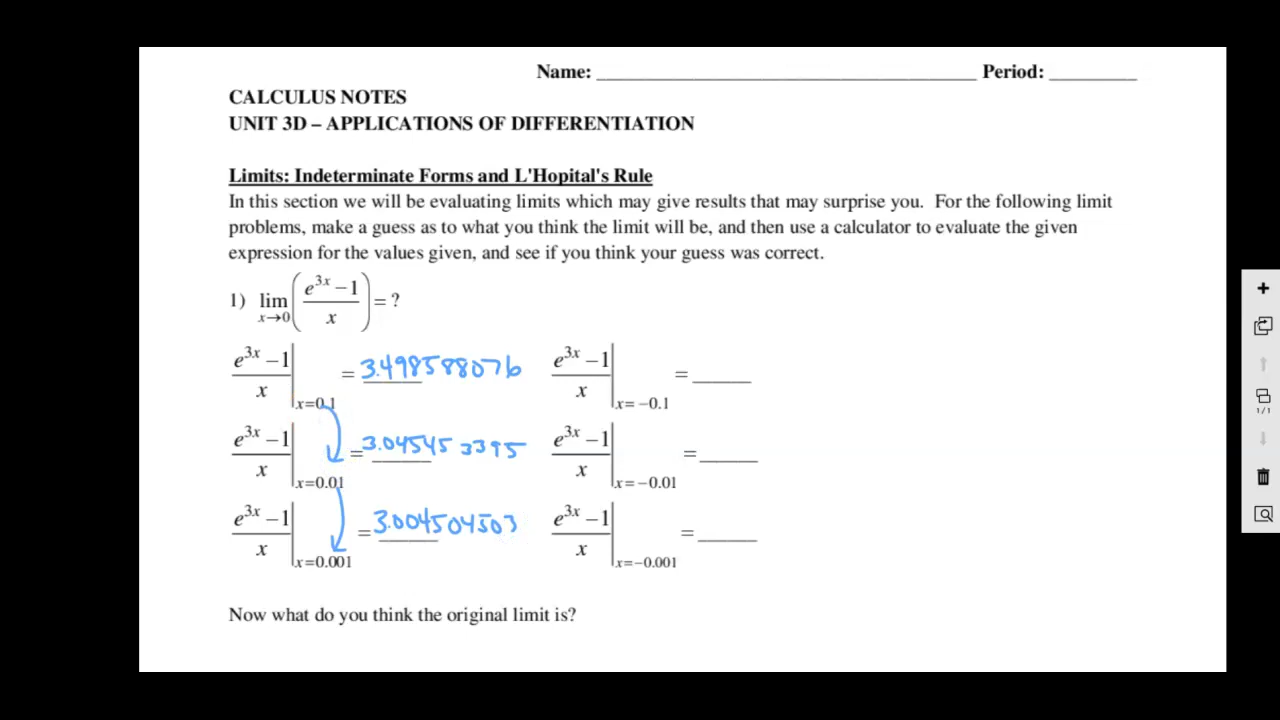 Name: ______________________ Period: _________
CALCULUS NOTES
UNIT 3D – APPLICATIONS OF DIFFERENTIATION
Limits: Indeterminate Forms and L'Hopital's Rule
In this section we will be evaluating limits which may give results that may surprise you. For the following limit
problems, make a guess as to what you think the limit will be, and then use a calculator to evaluate the given
expression for the values given, and see if you think your guess was correct.
1) lim x→0 ( (e^3x – 1) / x ) = ?
(e^3x – 1) / x | x=0.1 = 3.498588076 (e^3x – 1) / x | x= –0.1 = ______
(e^3x – 1) / x | x=0.01 = 3.045453395 (e^3x – 1) / x | x= –0.01 = ______
(e^3x – 1) / x | x=0.001 = 3.004504503 (e^3x – 1) / x | x=–0.001 = ______
Now what do you think the original limit is?
1/1